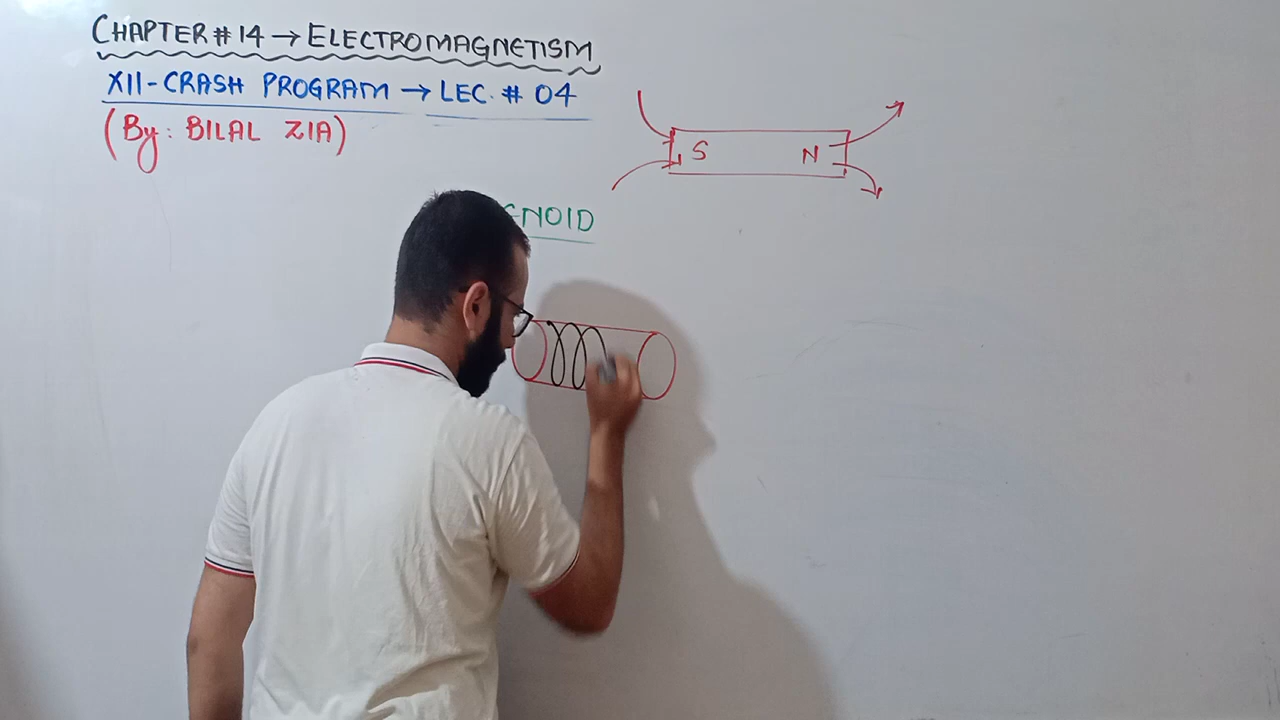 CHAPTER # 14 → ELECTROMAGNETISM
XII-CRASH PROGRAM → LEC. # 04
(By: BILAL ZIA)
S N